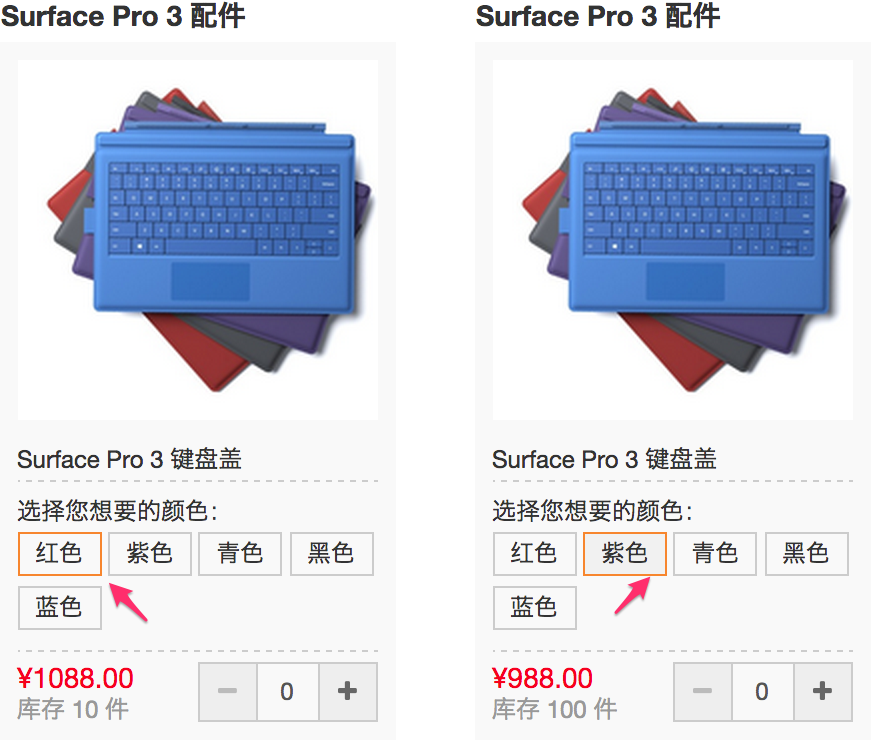 Surface Pro 3 配件
Surface Pro 3 键盘盖
选择您想要的颜色：
红色 紫色 青色 黑色
蓝色
¥1088.00
库存 10 件
− 0 +
Surface Pro 3 配件
Surface Pro 3 键盘盖
选择您想要的颜色：
红色 紫色 青色 黑色
蓝色
¥988.00
库存 100 件
− 0 +